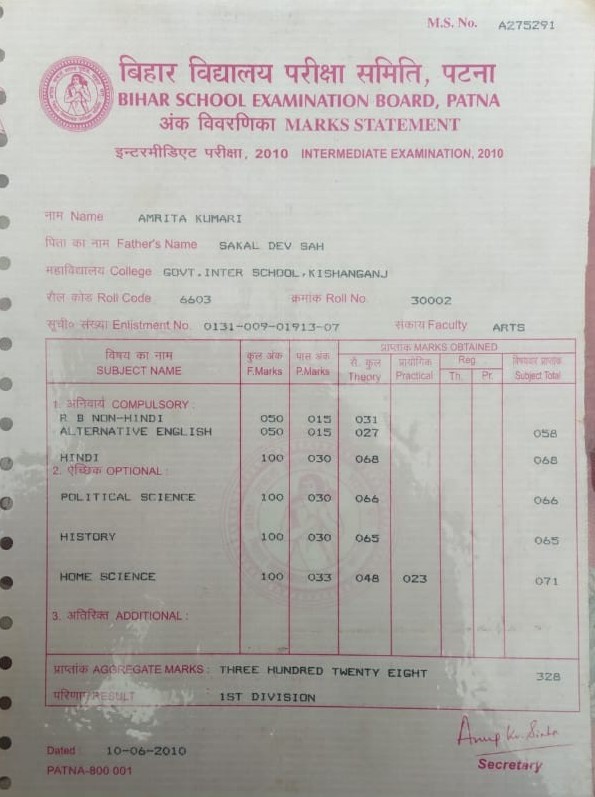 M.S. No. A275291
बिहार विद्यालय परीक्षा समिति, पटना
BIHAR SCHOOL EXAMINATION BOARD, PATNA
अंक विवरणिका MARKS STATEMENT
इन्टरमीडिएट परीक्षा, 2010 INTERMEDIATE EXAMINATION, 2010
नाम Name AMRITA KUMARI
पिता का नाम Father's Name SAKAL DEV SAH
महाविद्यालय College GOVT.INTER SCHOOL,KISHANGANJ
रौल कोड Roll Code 6603 क्रमांक Roll No. 30002
सूची० संख्या Enlistment No. 0131-009-01913-07 संकाय Faculty ARTS
विषय का नाम SUBJECT NAME कुल अंक F.Marks पास अंक P.Marks प्राप्तांक MARKS OBTAINED
सै. कुल Theory प्रायोगिक Practical Reg. Th. Pr. विषयवार प्राप्तांक Subject Total
1. अनिवार्य COMPULSORY :
R. B NON-HINDI 050 015 031
ALTERNATIVE ENGLISH 050 015 027 058
HINDI 100 030 068 068
2. ऐच्छिक OPTIONAL :
POLITICAL SCIENCE 100 030 066 066
HISTORY 100 030 065 065
HOME SCIENCE 100 033 048 023 071
3. अतिरिक्त ADDITIONAL :
प्राप्तांक AGGREGATE MARKS : THREE HUNDRED TWENTY EIGHT 328
परिणाम RESULT 1ST DIVISION
Dated : 10-06-2010
PATNA-800 001
Secretary